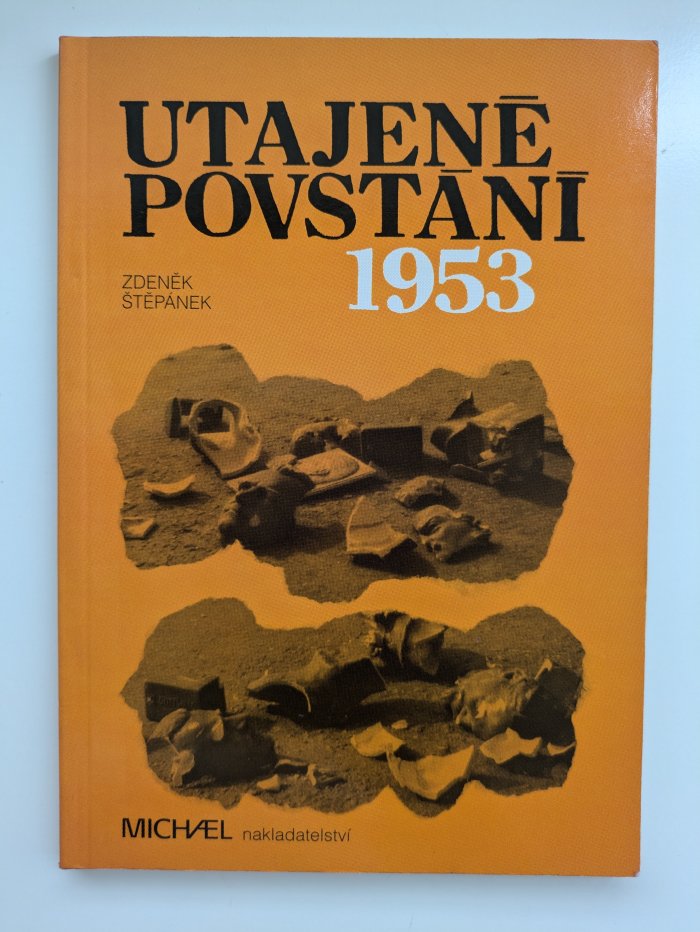 UTAJENÉ
POVSTÁNÍ
1953
ZDENĚK
ŠTĚPÁNEK
MICHÆL nakladatelství